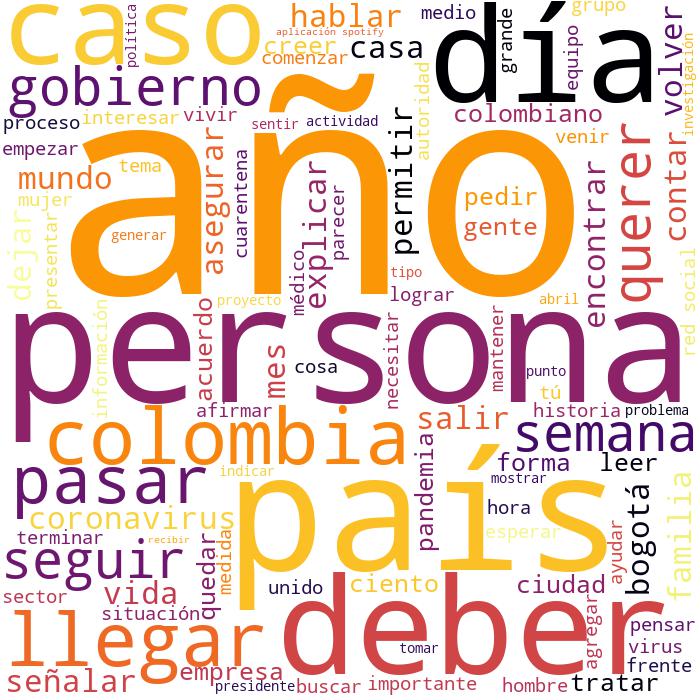 política
hablar
medio
grupo
caso
aplicación spotify
creer
casa
comenzar
día
grande
equipo
volver
investigación
gobierno
proceso
interesar
vivir
sentir
actividad
permitir
autoridad
colombiano
venir
empezar
tema
año
mundo
mujer
asegurar
cuarentena
explicar
parecer
pedir
gente
encontrar
querer
contar
dejar
presentar
generar
médico
tipo
lograr
abril
red social
persona
información
acuerdo
proyecto
mes
cosa
necesitar
mantener
punto
tú
afirmar
historia
problema
colombia
salir
semana
pasar
indicar
país
pandemia
forma
leer
mostrar
coronavirus
hora
esperar
bogotá
familia
terminar
recibir
seguir
quedar
medida
ayudar
sector
vida
unido
ciento
ciudad
situación
llegar
deber
agregar
pensar
virus
tomar
frente
señalar
empresa
presidente
buscar
importante
hombre
tratar